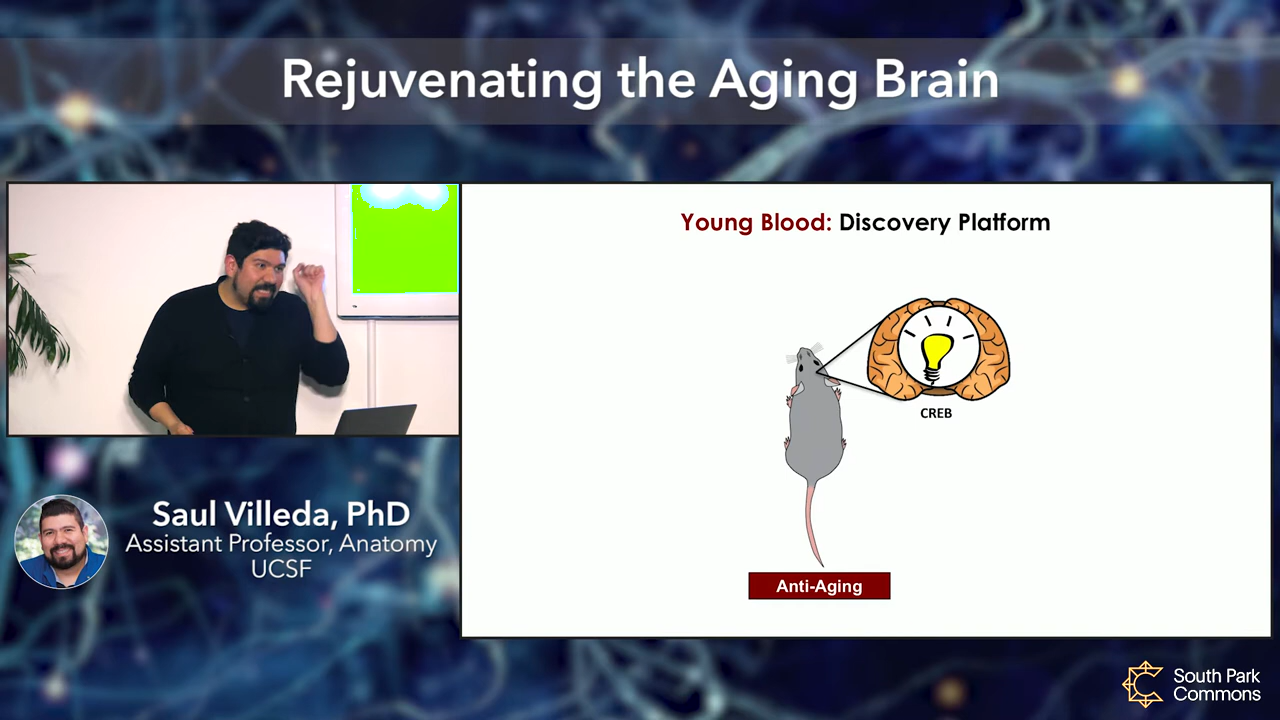 Rejuvenating the Aging Brain
Young Blood: Discovery Platform
CREB
Anti-Aging
Saul Villeda, PhD
Assistant Professor, Anatomy
UCSF
South Park
Commons